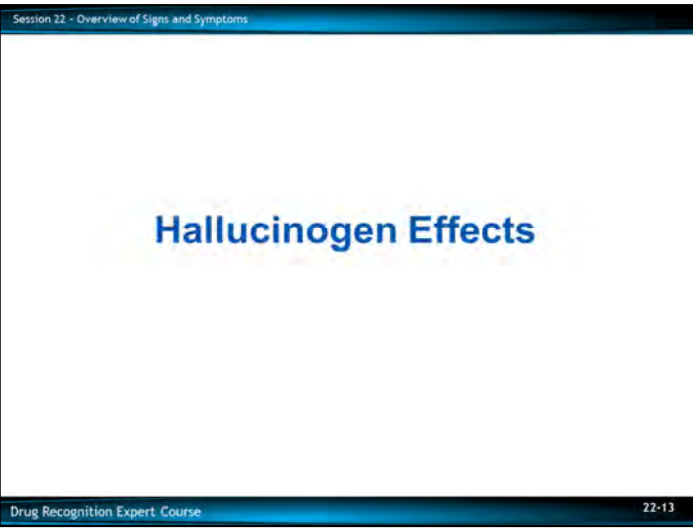 Session 22 - Overview of Signs and Symptoms
Hallucinogen Effects
Drug Recognition Expert Course
22-13